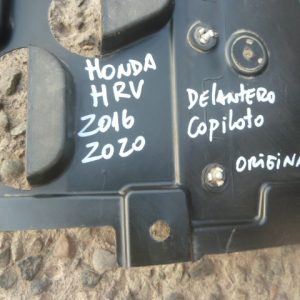 HONDA
HRV
2016
2020
DELANTERO
COPILOTO
ORIGINA